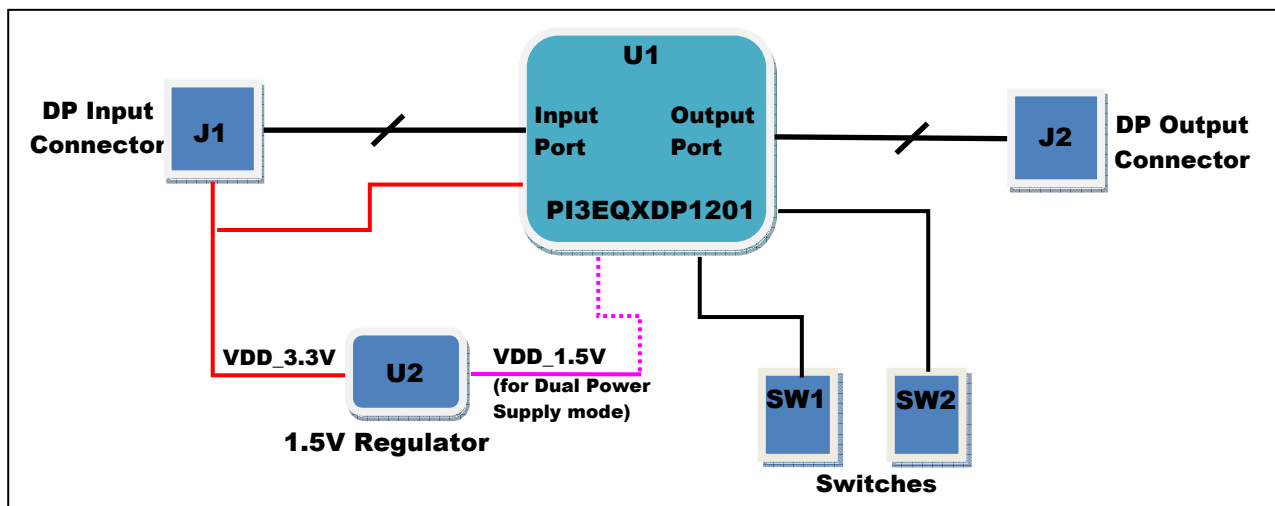 U1
DP Input
Connector
J1
Input
Port
Output
Port
J2
DP Output
Connector
PI3EQXDP1201
VDD_3.3V
U2
VDD_1.5V
(for Dual Power
Supply mode)
1.5V Regulator
SW1
SW2
Switches